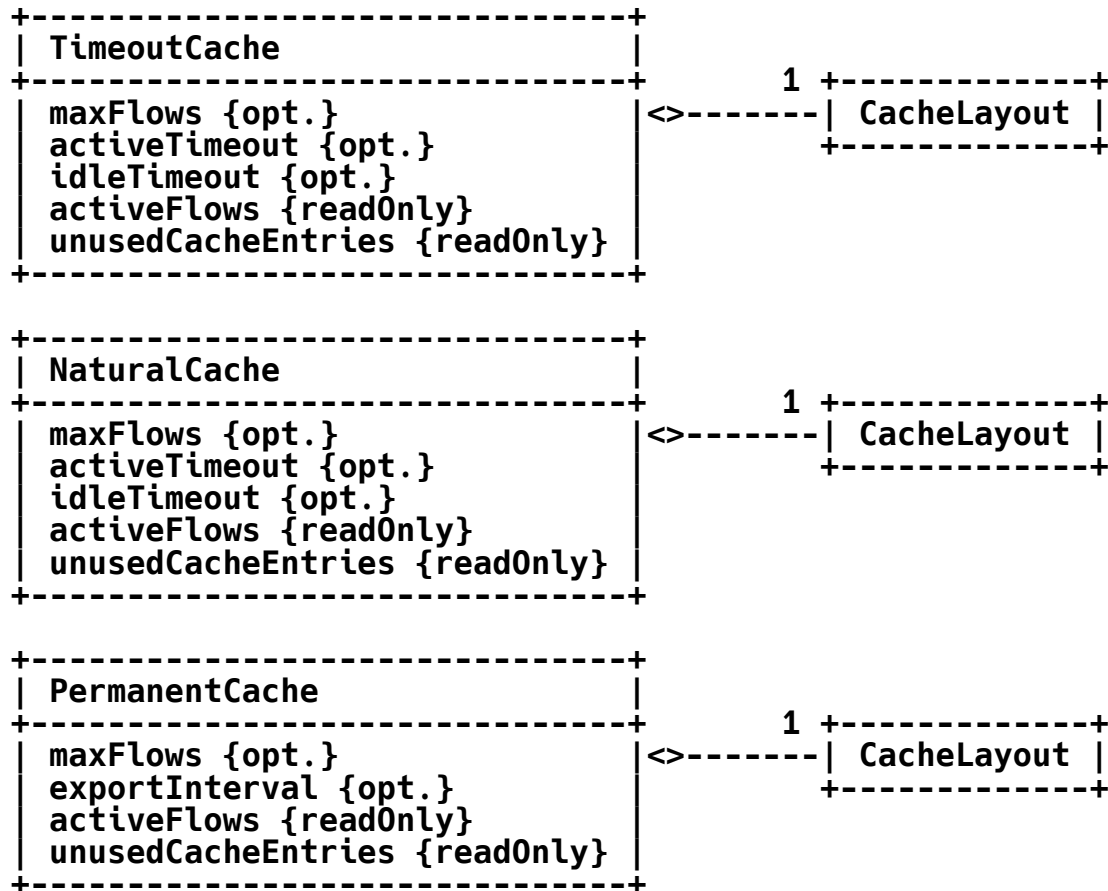 +-------------------------------+
| TimeoutCache                  |
+-------------------------------+       1 +-------------+
| maxFlows {opt.}               |<>-------| CacheLayout |
| activeTimeout {opt.}          |         +-------------+
| idleTimeout {opt.}            |
| activeFlows {readOnly}        |
| unusedCacheEntries {readOnly} |
+-------------------------------+

+-------------------------------+
| NaturalCache                  |
+-------------------------------+       1 +-------------+
| maxFlows {opt.}               |<>-------| CacheLayout |
| activeTimeout {opt.}          |         +-------------+
| idleTimeout {opt.}            |
| activeFlows {readOnly}        |
| unusedCacheEntries {readOnly} |
+-------------------------------+

+-------------------------------+
| PermanentCache                |
+-------------------------------+       1 +-------------+
| maxFlows {opt.}               |<>-------| CacheLayout |
| exportInterval {opt.}         |         +-------------+
| activeFlows {readOnly}        |
| unusedCacheEntries {readOnly} |
+-------------------------------+